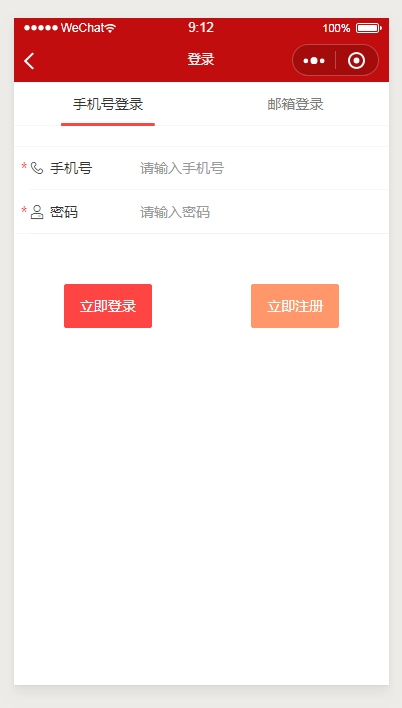 WeChat 9:12 100%
登录
手机号登录 邮箱登录
* 手机号 请输入手机号
* 密码 请输入密码
立即登录 立即注册